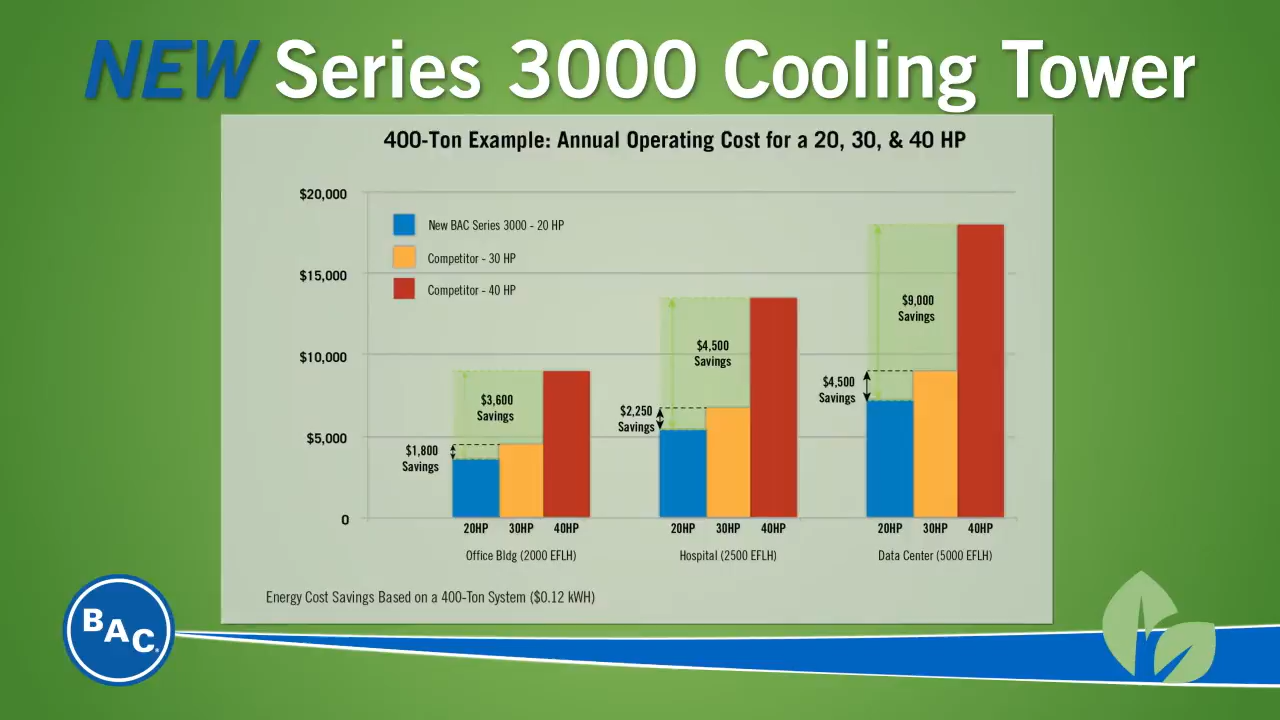 NEW Series 3000 Cooling Tower
400-Ton Example: Annual Operating Cost for a 20, 30, & 40 HP
$20,000
$15,000
$10,000
$5,000
0
New BAC Series 3000 - 20 HP
Competitor - 30 HP
Competitor - 40 HP
$1,800
Savings
$3,600
Savings
$2,250
Savings
$4,500
Savings
$4,500
Savings
$9,000
Savings
20HP 30HP 40HP
20HP 30HP 40HP
20HP 30HP 40HP
Office Bldg (2000 EFLH)
Hospital (2500 EFLH)
Data Center (5000 EFLH)
Energy Cost Savings Based on a 400-Ton System ($0.12 kWH)
BAC